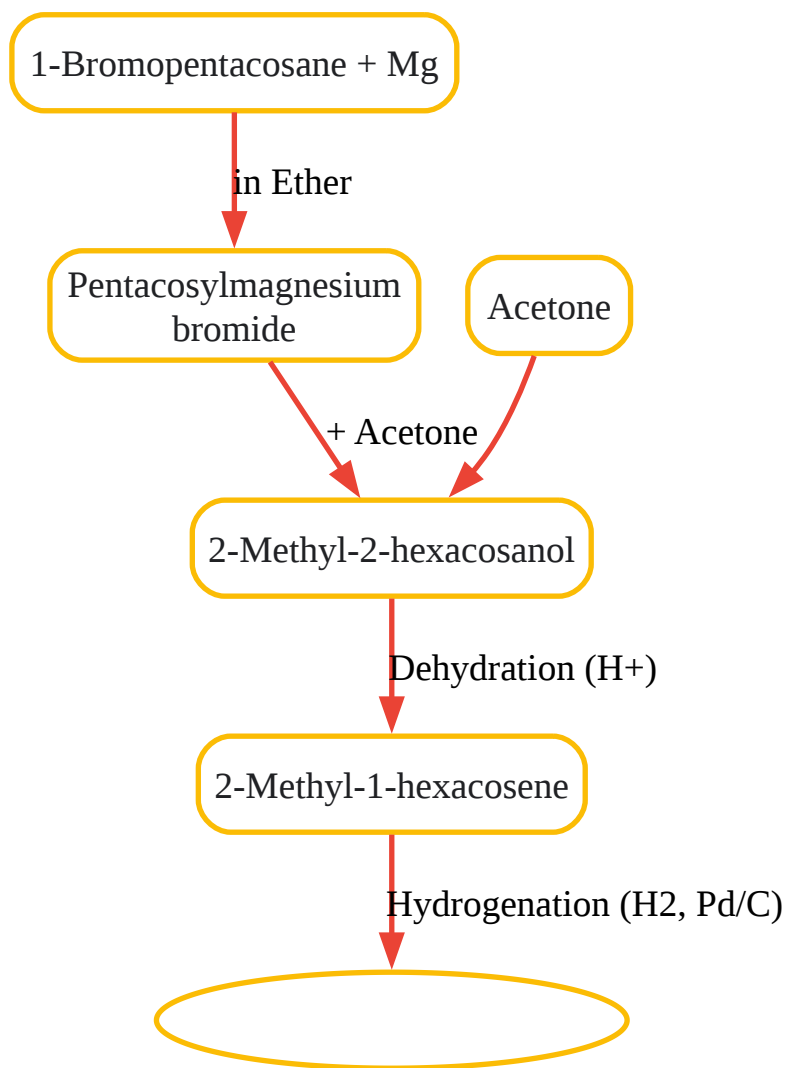 1-Bromopentacosane + Mg
in Ether
Pentacosylmagnesium
bromide
Acetone
+ Acetone
2-Methyl-2-hexacosanol
Dehydration (H+)
2-Methyl-1-hexacosene
Hydrogenation (H2, Pd/C)